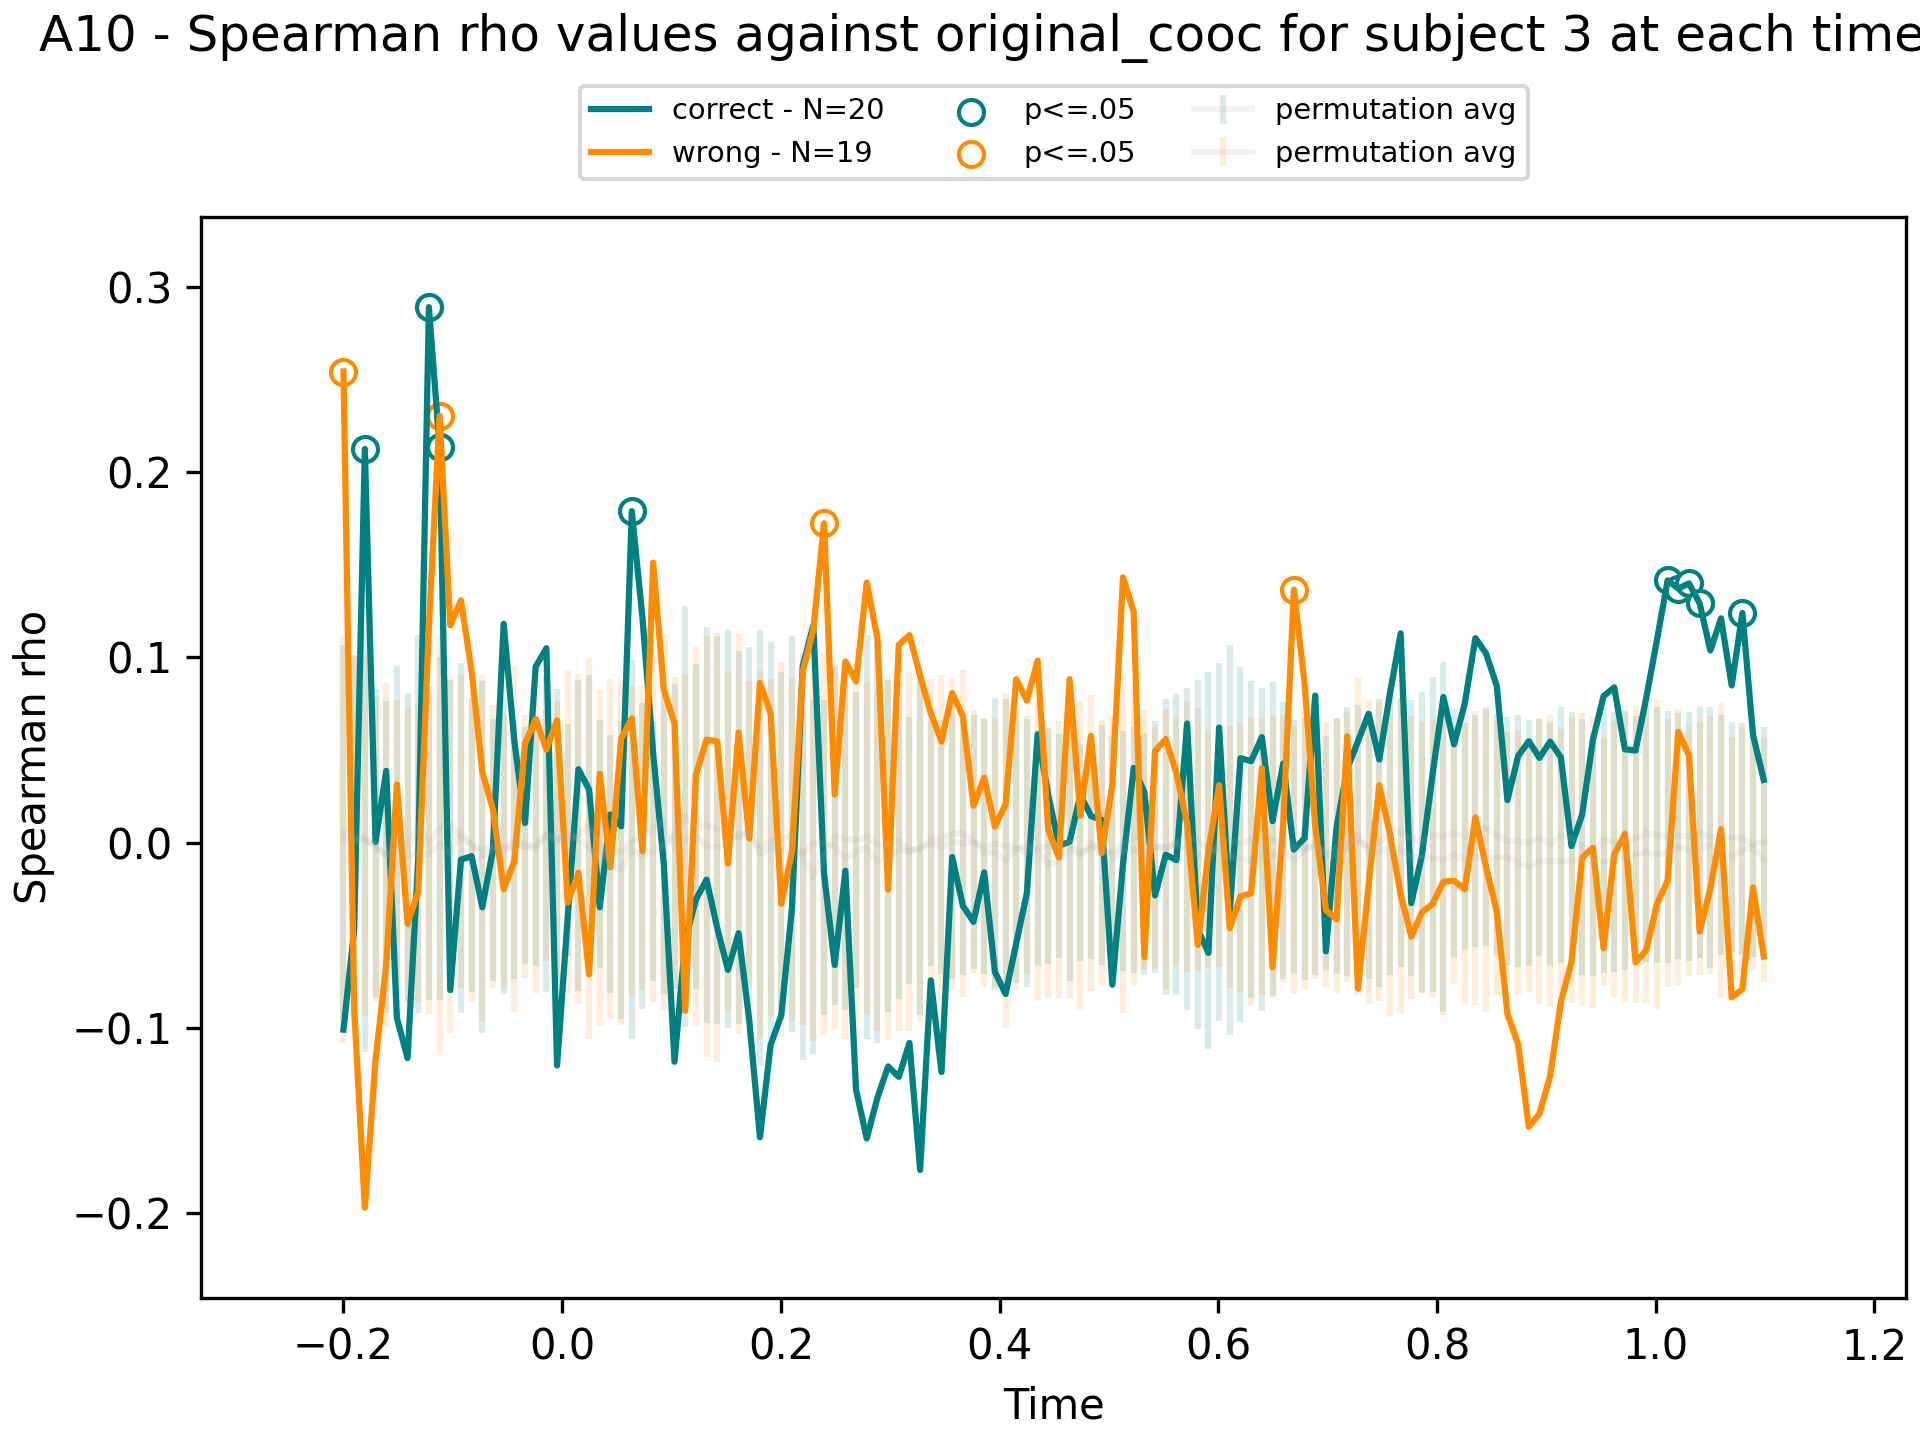 A10 - Spearman rho values against original_cooc for subject 3 at each time
correct - N=20
wrong - N=19
p<=.05
p<=.05
permutation avg
permutation avg
Spearman rho
0.3
0.2
0.1
0.0
−0.1
−0.2
−0.2 0.0 0.2 0.4 0.6 0.8 1.0 1.2
Time